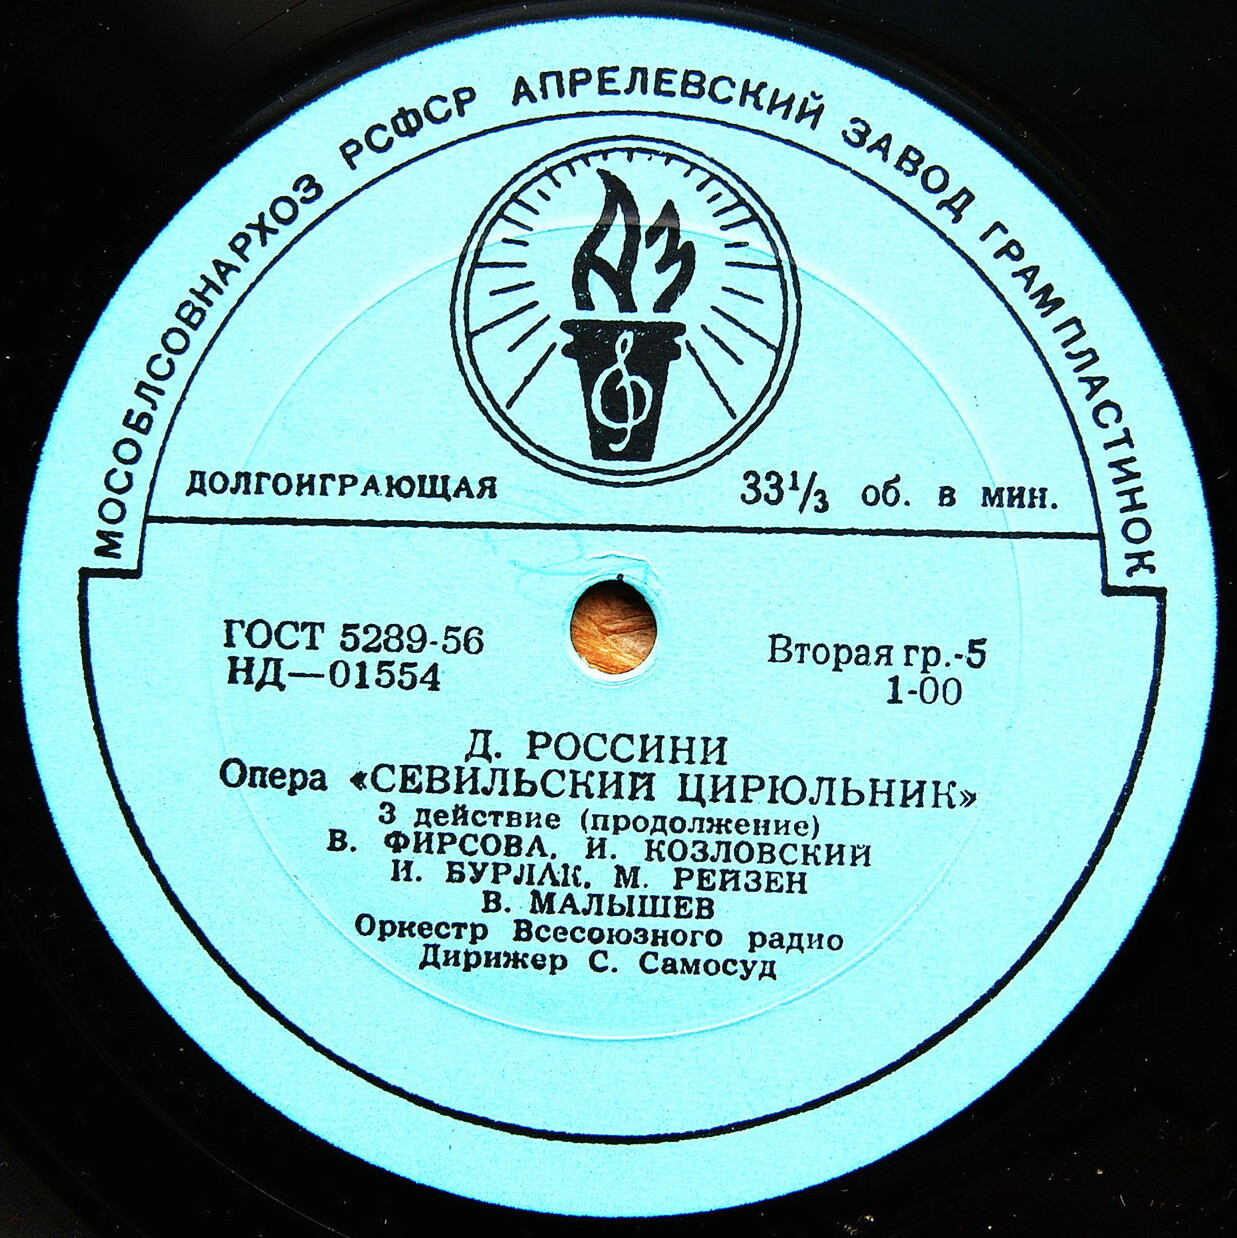 МОСОБЛСОВНАРХОЗ РСФСР АПРЕЛЕВСКИЙ ЗАВОД ГРАМПЛАСТИНОК
АЗ
ДОЛГОИГРАЮЩАЯ
33⅓ об. в мин.
ГОСТ 5289-56
НД—01554
Вторая гр.-5
1-00
Д. РОССИНИ
Опера «СЕВИЛЬСКИЙ ЦИРЮЛЬНИК»
3 действие (продолжение)
В. ФИРСОВА, И. КОЗЛОВСКИЙ
И. БУРЛАК, М. РЕЙЗЕН
В. МАЛЫШЕВ
Оркестр Всесоюзного радио
Дирижер С. Самосуд